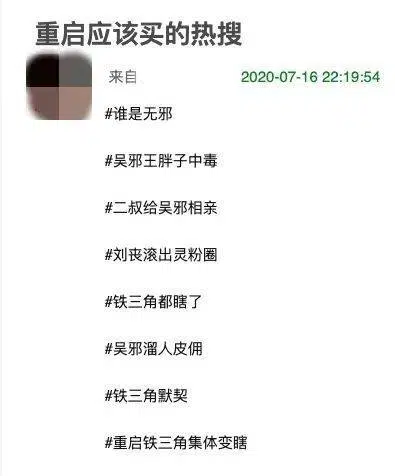 重启应该买的热搜
来自
2020-07-16 22:19:54
#谁是无邪
#吴邪王胖子中毒
#二叔给吴邪相亲
#刘丧滚出灵粉圈
#铁三角都瞎了
#吴邪溜人皮佣
#铁三角默契
#重启铁三角集体变瞎